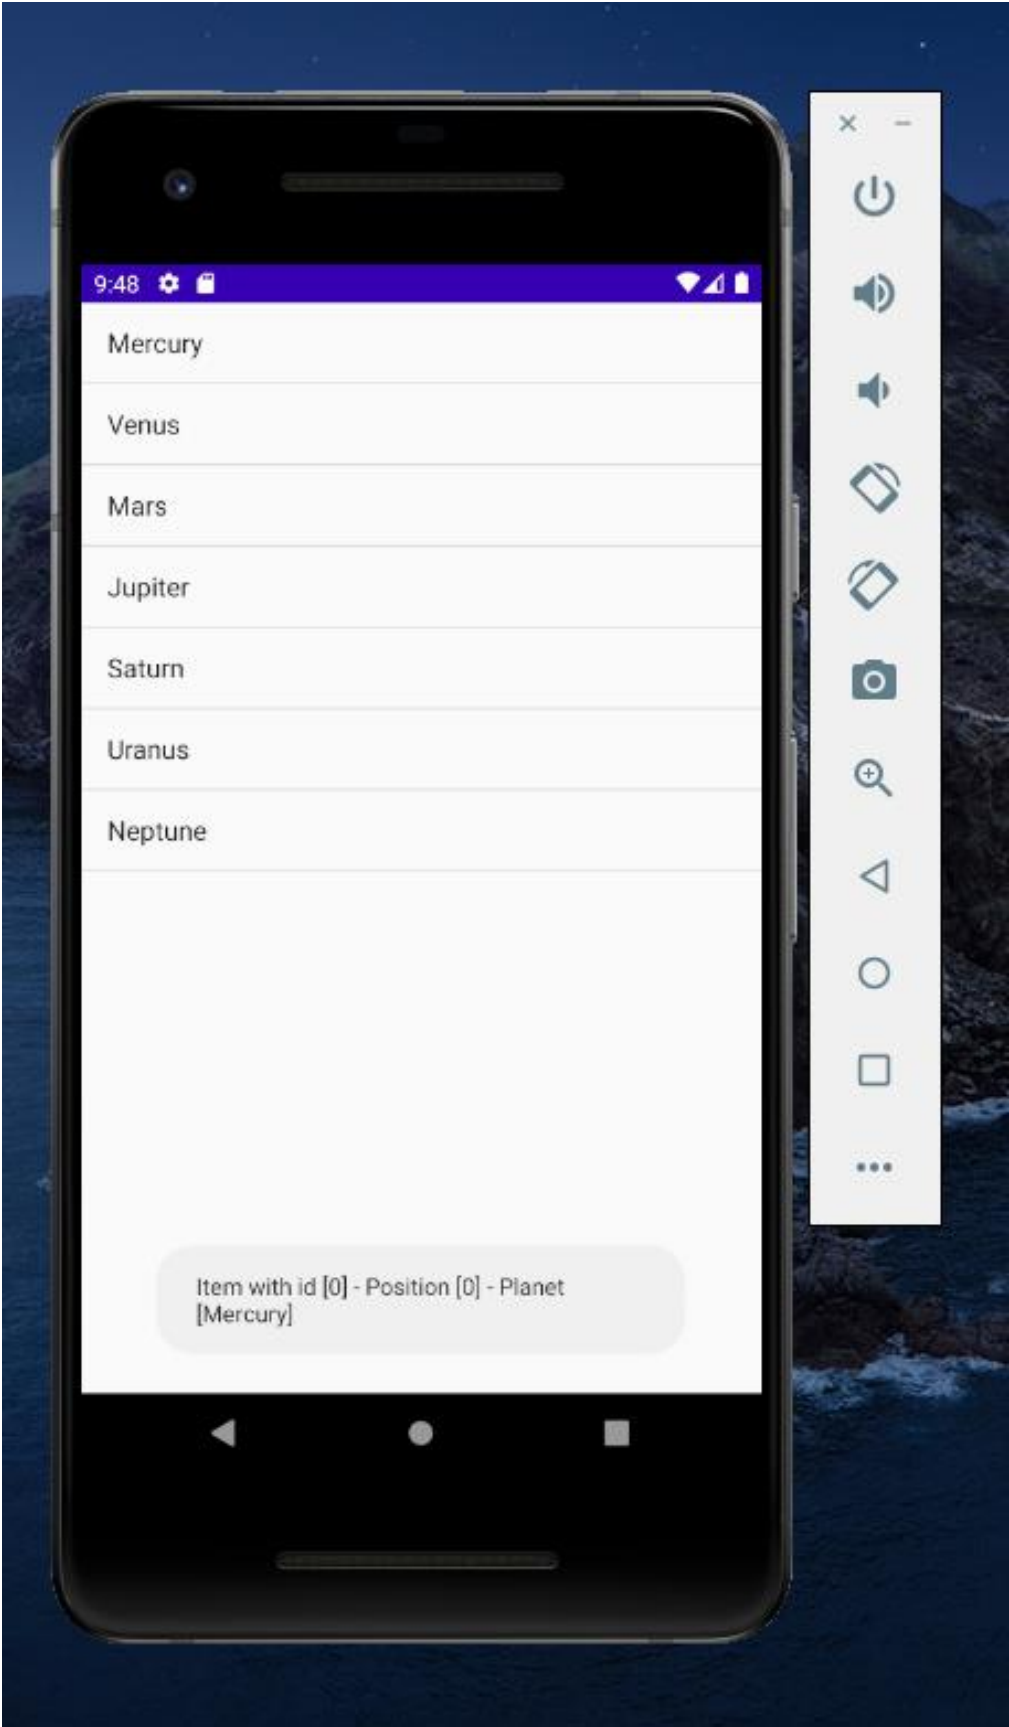 9:48
Mercury
Venus
Mars
Jupiter
Saturn
Uranus
Neptune
Item with id [0] - Position [0] - Planet
[Mercury]